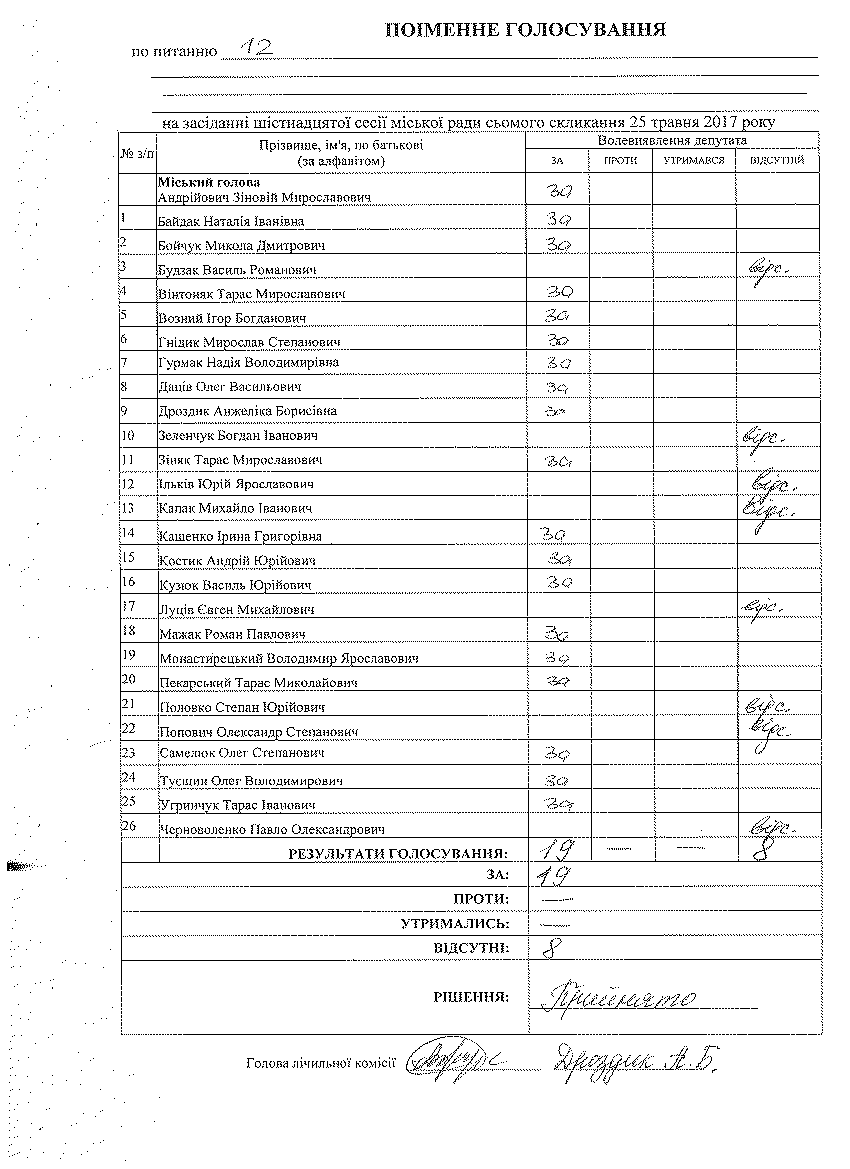 ПОІМЕННЕ ГОЛОСУВАННЯ
по питанню 12
на засіданні шістнадцятої сесії міської ради сьомого скликання 25 травня 2017 року
№ з/п Прізвище, ім'я, по батькові (за алфавітом) Волевиявлення депутата
ЗА ПРОТИ УТРИМАВСЯ ВІДСУТНІЙ
Міський голова
Андрійович Зіновій Мирославович за
1 Байдак Наталія Іванівна за
2 Бойчук Микола Дмитрович за
3 Будзак Василь Романович відс.
4 Вінтоняк Тарас Мирославович за
5 Возний Ігор Богданович за
6 Гнідик Мирослав Степанович за
7 Гурмак Надія Володимирівна за
8 Даців Олег Васильович за
9 Дроздик Анжеліка Борисівна за
10 Зеленчук Богдан Іванович відс.
11 Зіняк Тарас Мирославович за
12 Ільків Юрій Ярославович відс.
13 Капак Михайло Іванович відс.
14 Кашенко Ірина Григорівна за
15 Костик Андрій Юрійович за
16 Кузюк Василь Юрійович за
17 Луців Євген Михайлович відс.
18 Мажак Роман Павлович за
19 Монастирецький Володимир Ярославович за
20 Пекарський Тарас Миколайович за
21 Половко Степан Юрійович відс.
22 Попович Олександр Степанович відс.
23 Самелюк Олег Степанович за
24 Олег Володимирович за
25 Угринчук Тарас Іванович за
26 Черноволенко Павло Олександрович відс.
РЕЗУЛЬТАТИ ГОЛОСУВАННЯ: 19 — — 8
ЗА: 19
ПРОТИ: —
УТРИМАЛИСЬ: —
ВІДСУТНІ: 8
РІШЕННЯ: Прийнято
Голова лічильної комісії Дроздик А.Б.